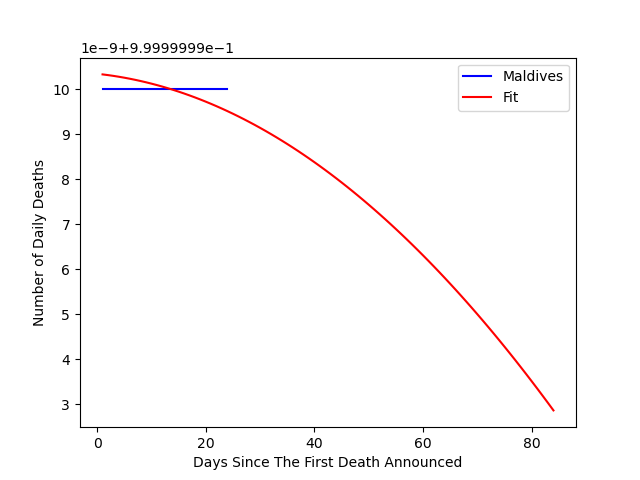 1e−9+9.9999999e−1
Maldives
Fit
10
9
8
7
6
5
4
3
Number of Daily Deaths
0 20 40 60 80
Days Since The First Death Announced